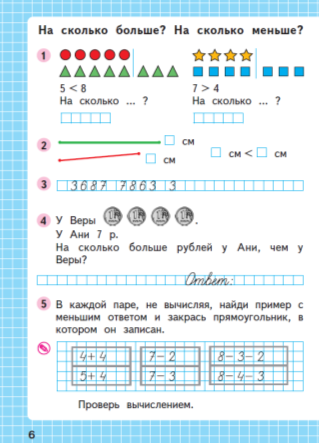 На сколько больше? На сколько меньше?
1
5 < 8
7 > 4
На сколько ... ?
На сколько ... ?
2
см
см
см < см
3
3687 7863 3
4
У Веры .
У Ани 7 р.
На сколько больше рублей у Ани, чем у
Веры?
Ответ:
5
В каждой паре, не вычисляя, найди пример с
меньшим ответом и закрась прямоугольник, в
котором он записан.
4+4 7-2 8-3-2
5+4 7-3 8-4-3
Проверь вычислением.
6